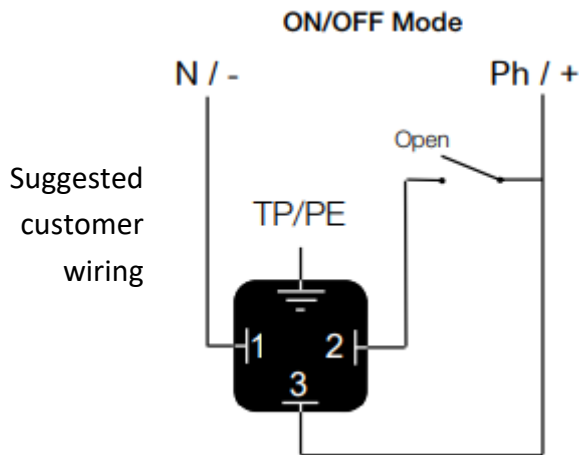 ON/OFF Mode
N / -
Ph / +
Open
Suggested
customer
wiring
TP/PE
1
2
3